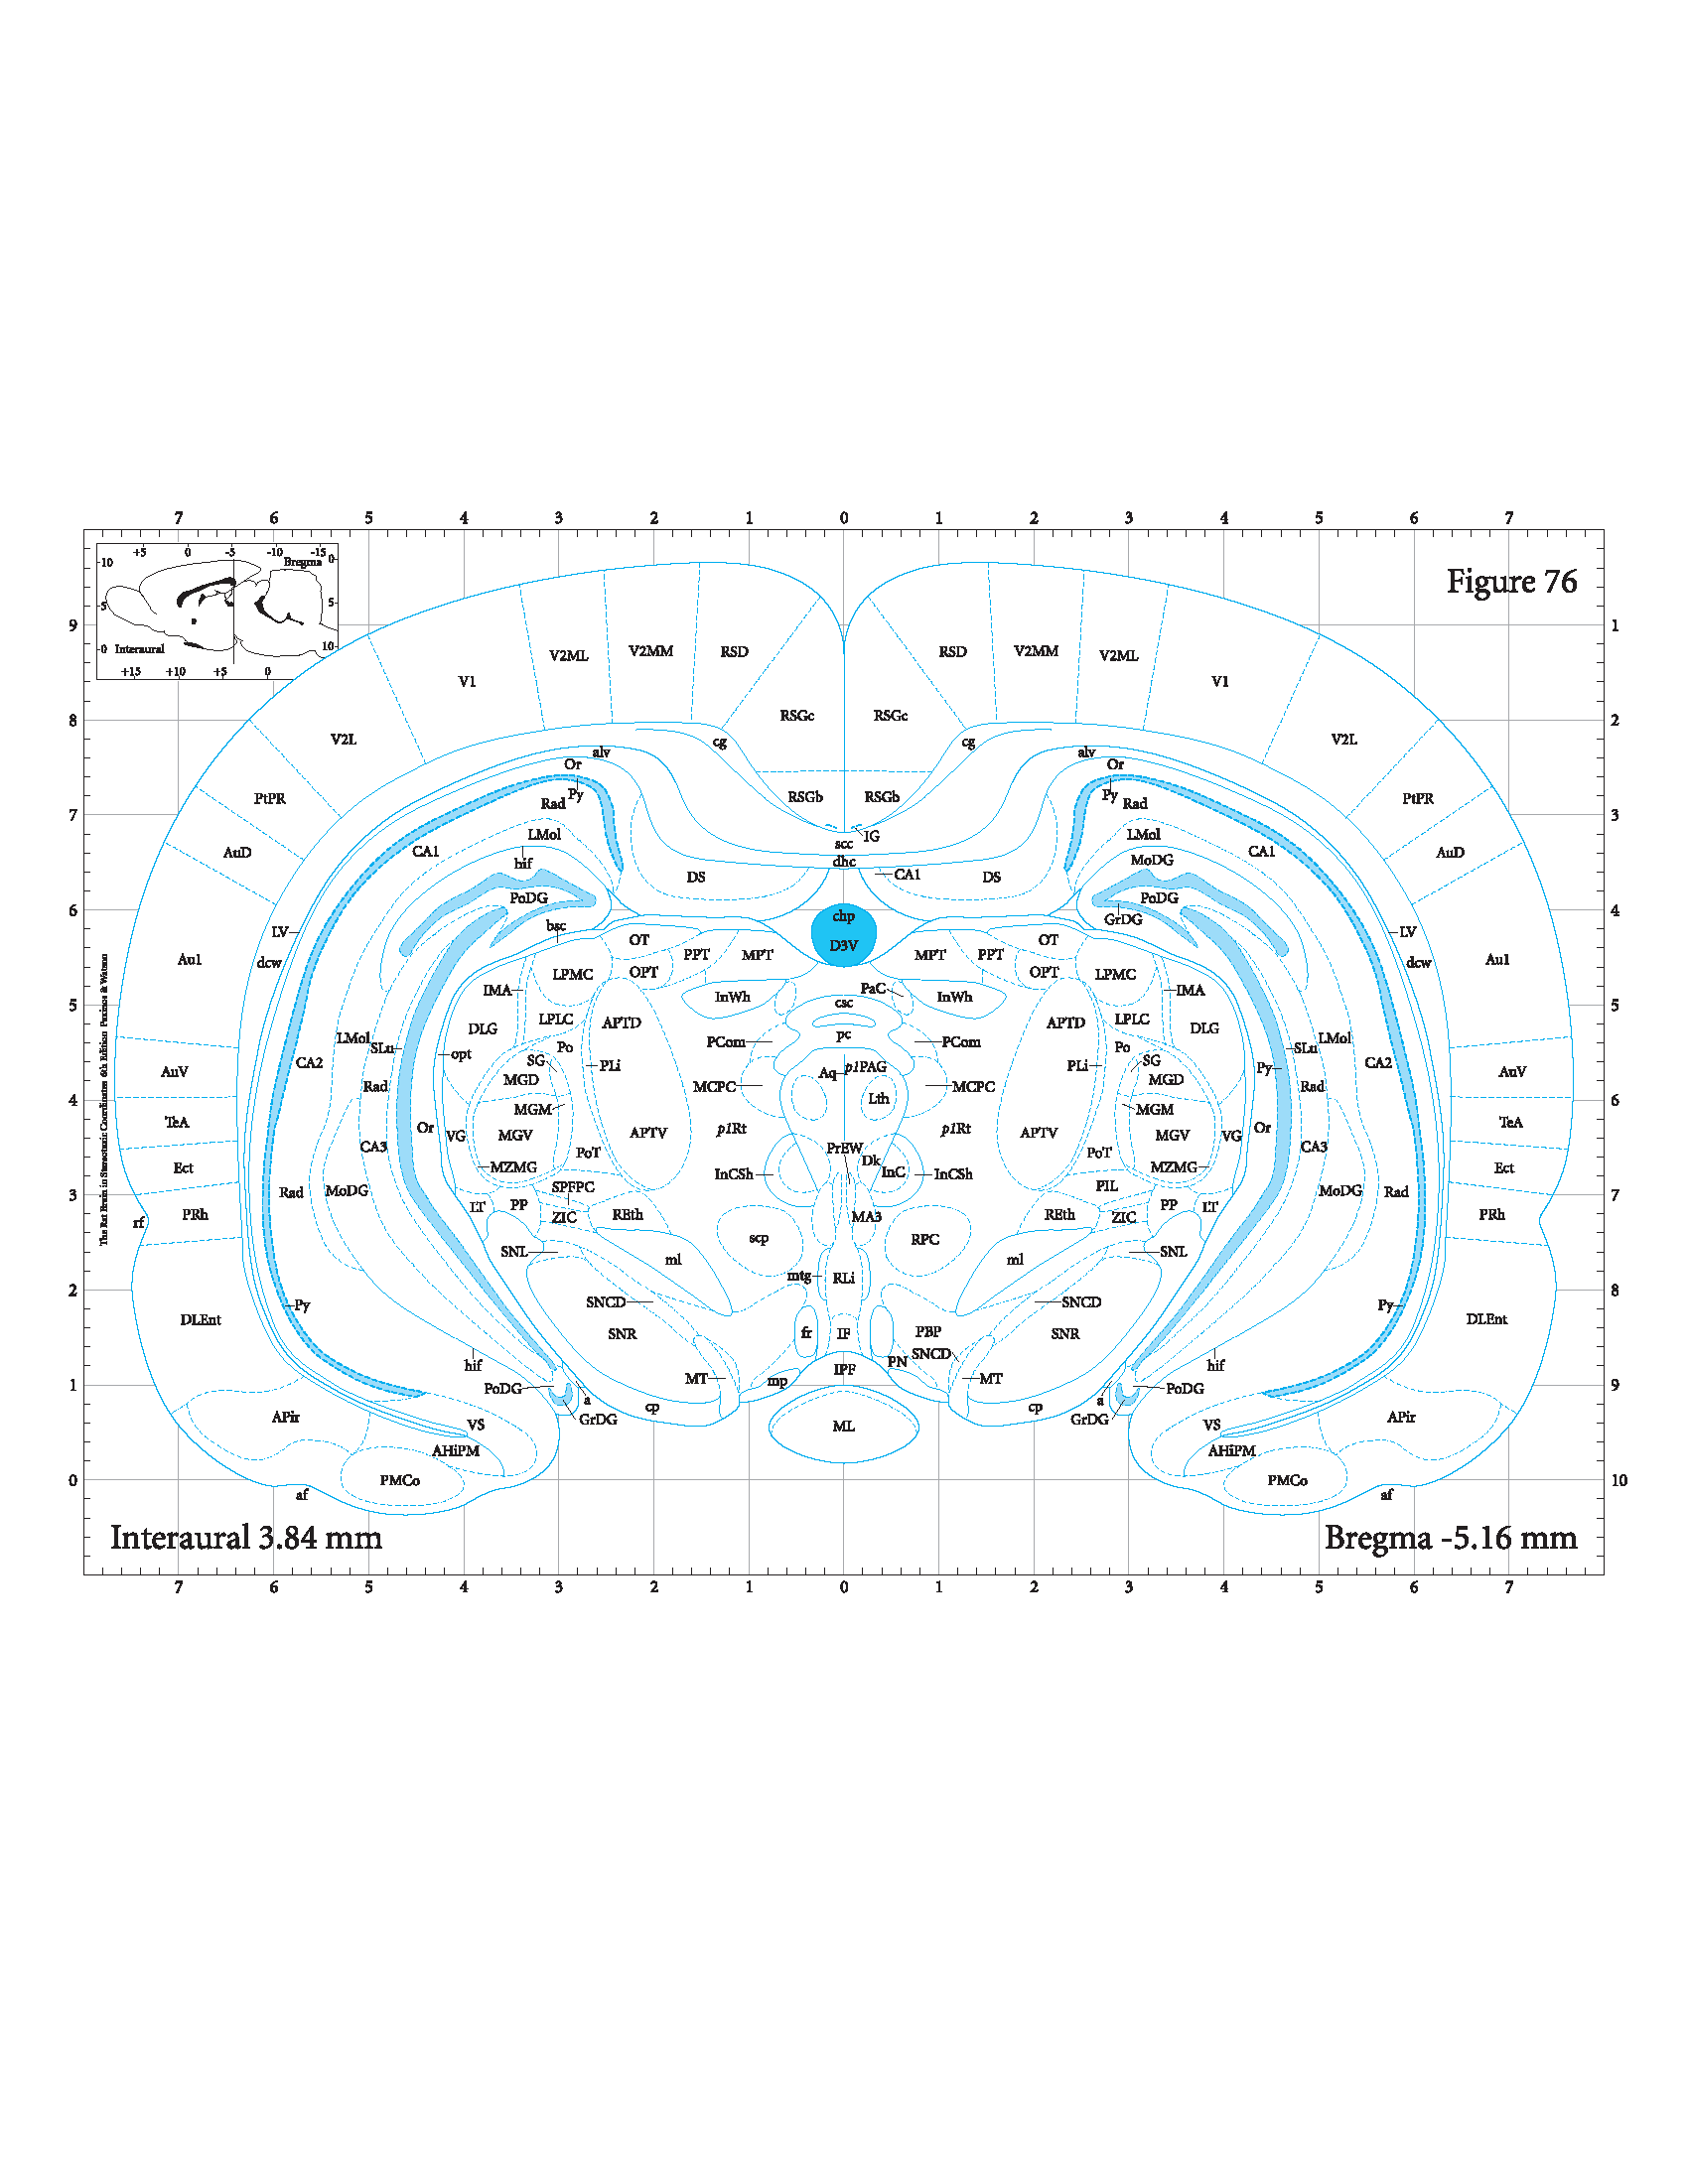 7 6 5 4 3 2 1 0 1 2 3 4 5 6 7
+5 0 -5 -10 -15
10 Bregma 0
5 5
0 Interaural 10
+15 +10 +5 0
Figure 76
9 1
V2ML V2MM RSD RSD V2MM V2ML
V1 V1
RSGc RSGc
8 2
V2L cg cg V2L
alv alv
Or Or
PtPR Rad Py RSGb RSGb Py Rad PtPR
7 3
LMol IG LMol
AuD CA1 scc CA1 AuD
hif dhc MoDG
DS CA1 DS
PoDG PoDG
6 chp GrDG 4
LV bsc LV
OT D3V OT
Au1 dcw PPT MPT MPT PPT dcw Au1
LPMC OPT OPT LPMC
IMA InWh PaC InWh IMA
5 csc 5
DLG LPLC APTD APTD LPLC DLG
LMol SLu PCom pc PCom SLu LMol
opt Po Po
CA2 SG PLi Aq p1PAG PLi SG Py CA2
AuV MGD MGD AuV
Rad MCPC MCPC Rad
4 Lth 6
MGM MGM
TeA Or VG MGV APTV p1Rt p1Rt APTV MGV VG Or TeA
CA3 PoT PrEW PoT CA3
Dk
Ect MZMG InCSh InC InCSh MZMG Ect
3 7
Rad MoDG SPFPC PIL MoDG Rad
LT PP PP LT
rf PRh ZIC REth MA3 REth ZIC PRh
scp RPC
SNL ml ml SNL
mtg RLi
2 8
Py SNCD SNCD Py
DLEnt SNR fr IF PBP SNR DLEnt
SNCD
hif PN hif
IPF
MT mp MT
1 PoDG PoDG 9
a a
cp cp
APir GrDG GrDG APir
VS ML VS
AHiPM AHiPM
0 PMCo PMCo 10
af af
Interaural 3.84 mm Bregma -5.16 mm
7 6 5 4 3 2 1 0 1 2 3 4 5 6 7
The Rat Brain in Stereotaxic Coordinates 6th Edition Paxinos & Watson